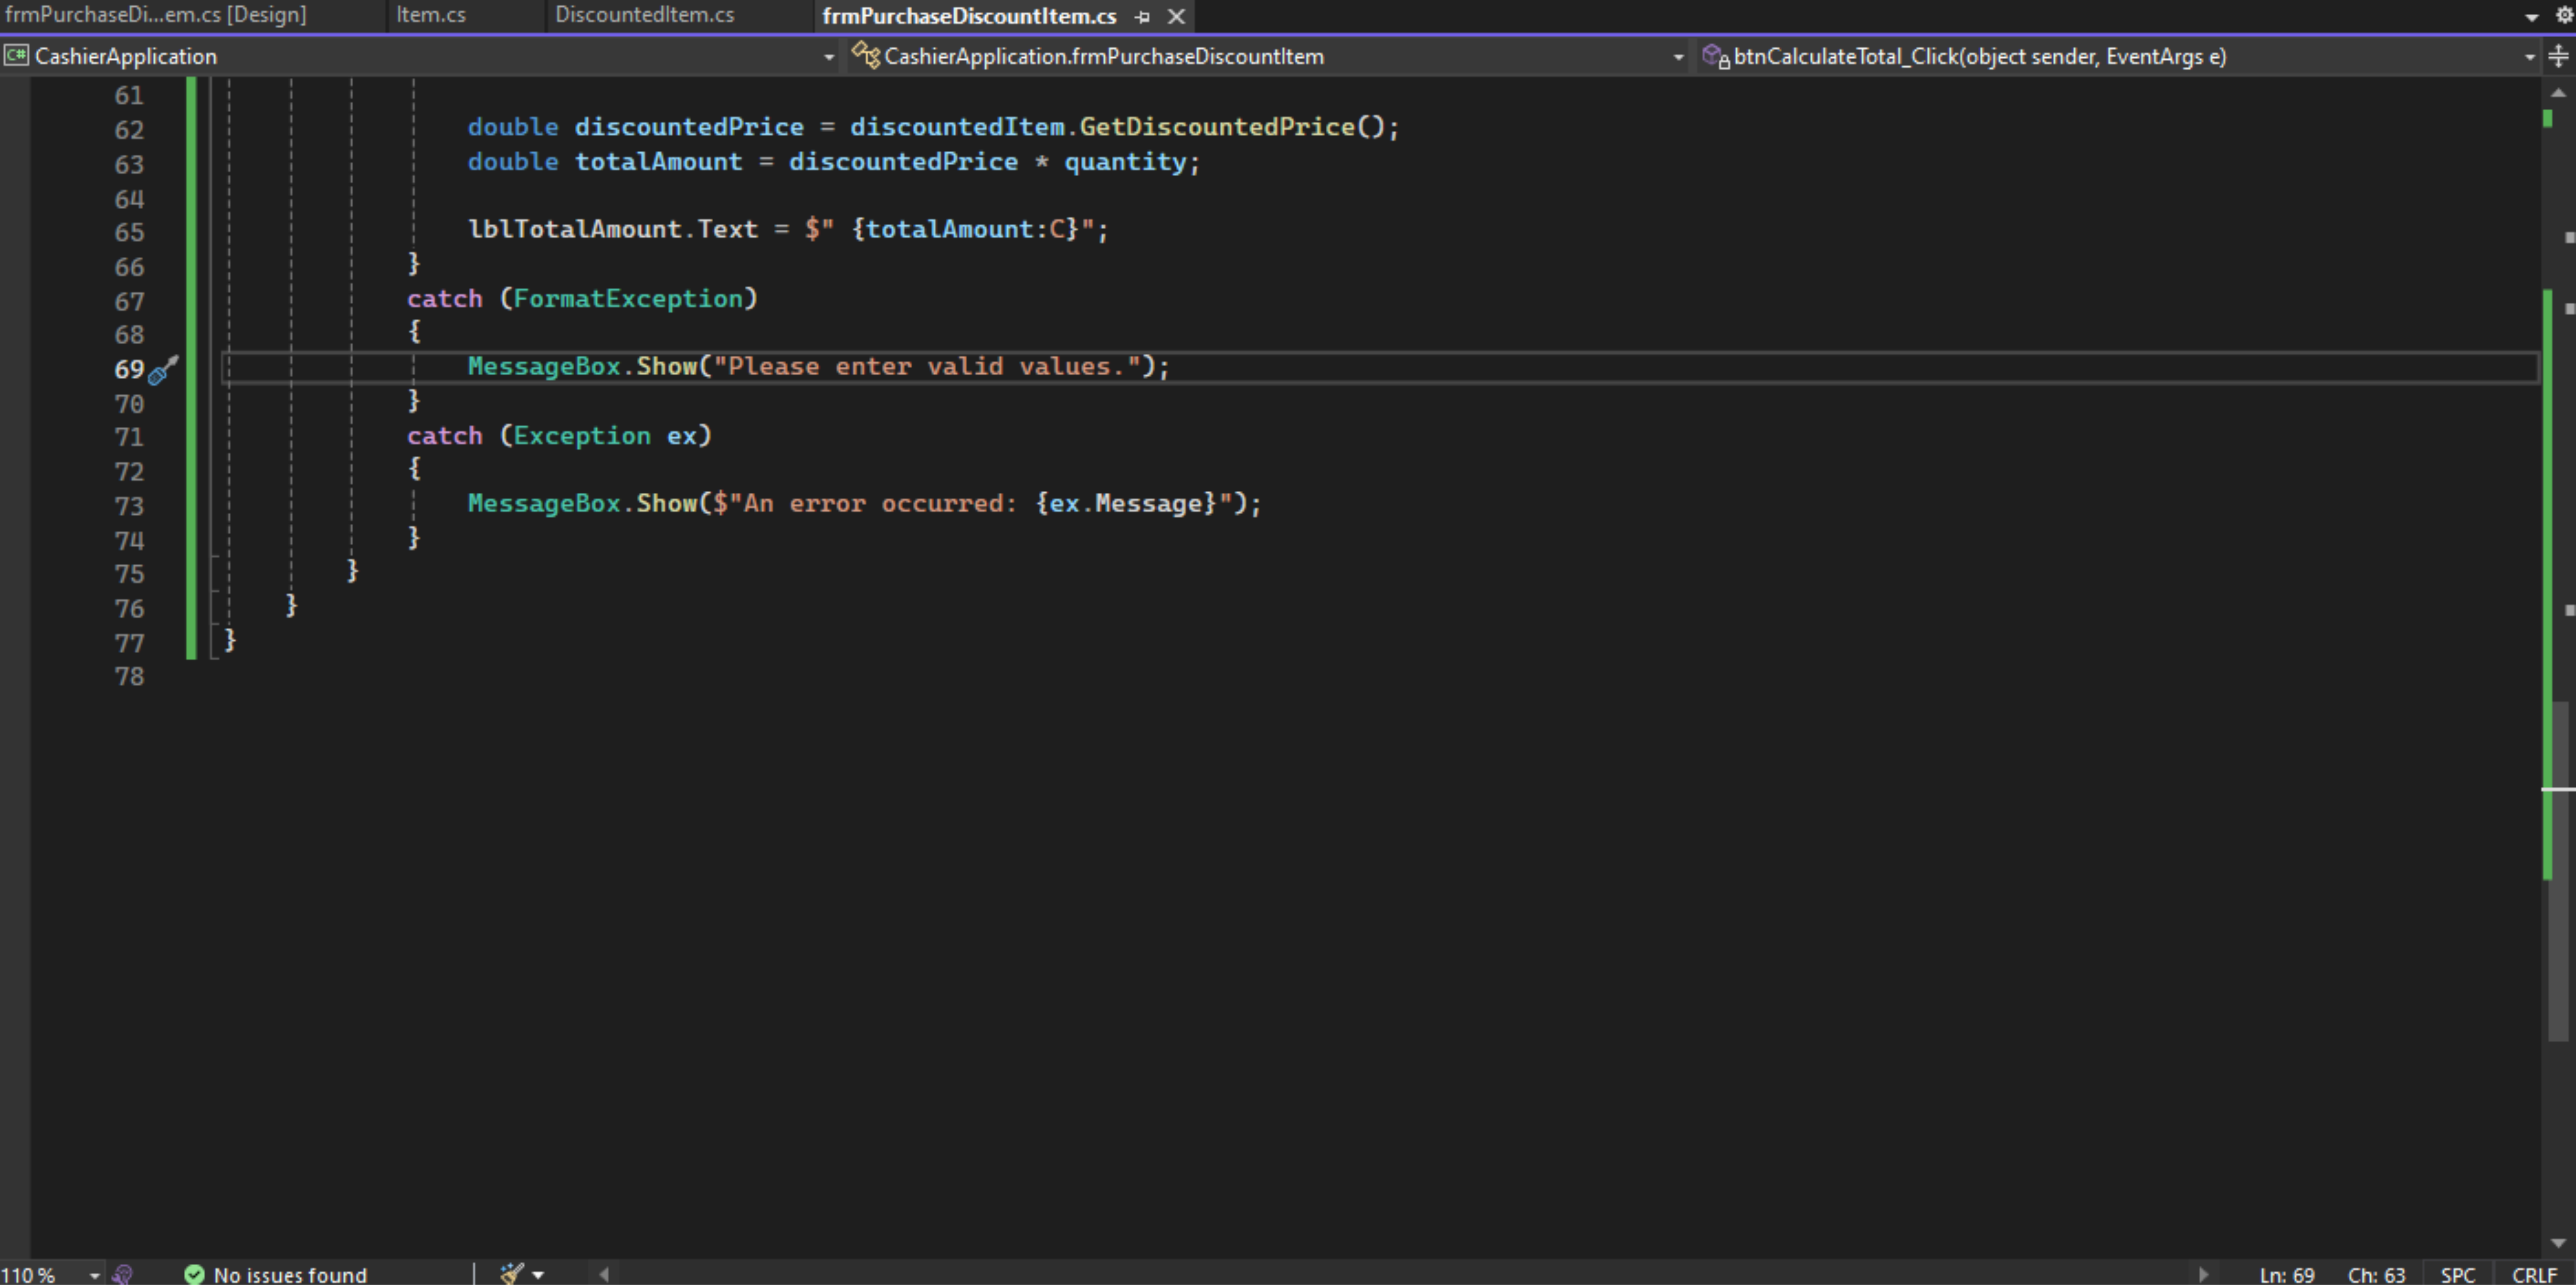 frmPurchaseDi...em.cs [Design] Item.cs DiscountedItem.cs frmPurchaseDiscountItem.cs
C# CashierApplication CashierApplication.frmPurchaseDiscountItem btnCalculateTotal_Click(object sender, EventArgs e)
61
62 double discountedPrice = discountedItem.GetDiscountedPrice();
63 double totalAmount = discountedPrice * quantity;
64
65 lblTotalAmount.Text = $" {totalAmount:C}";
66 }
67 catch (FormatException)
68 {
69 MessageBox.Show("Please enter valid values.");
70 }
71 catch (Exception ex)
72 {
73 MessageBox.Show($"An error occurred: {ex.Message}");
74 }
75 }
76 }
77 }
78
110 % No issues found Ln: 69 Ch: 63 SPC CRLF